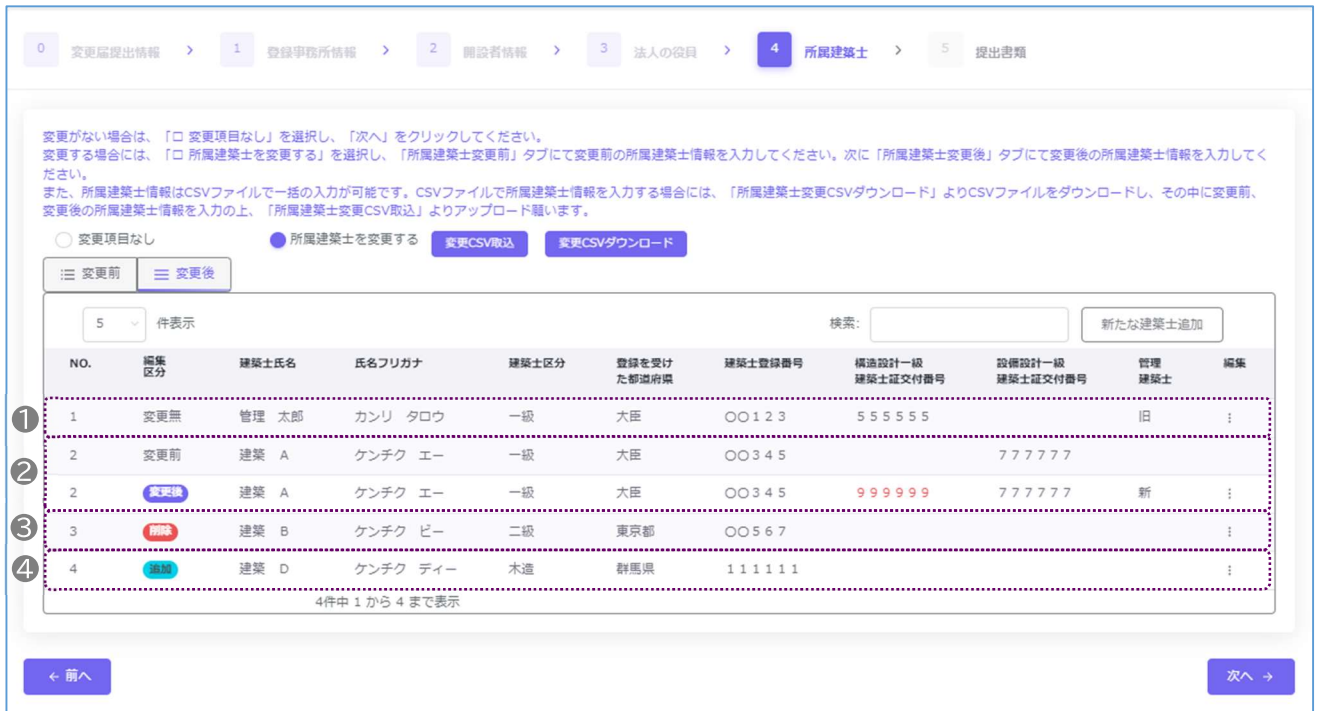 0 変更届提出情報 > 1 登録事務所情報 > 2 開設者情報 > 3 法人の役員 > 4 所属建築士 > 5 提出書類
変更がない場合は、「□ 変更項目なし」を選択し、「次へ」をクリックしてください。
変更する場合には、「□ 所属建築士を変更する」を選択し、「所属建築士変更前」タブにて変更前の所属建築士情報を入力してください。次に「所属建築士変更後」タブにて変更後の所属建築士情報を入力してく
ださい。
また、所属建築士情報はCSVファイルで一括の入力が可能です。CSVファイルで所属建築士情報を入力する場合には、「所属建築士変更CSVダウンロード」よりCSVファイルをダウンロードし、その中に変更前、
変更後の所属建築士情報を入力の上、「所属建築士変更CSV取込」よりアップロード願います。
変更項目なし 所属建築士を変更する 変更CSV取込 変更CSVダウンロード
変更前 変更後
5 件表示 検索: 新たな建築士追加
NO. 編集 建築士氏名 氏名フリガナ 建築士区分 登録を受け 建築士登録番号 構造設計一級 設備設計一級 管理 編集
区分 た都道府県 建築士証交付番号 建築士証交付番号 建築士
❶ 1 変更無 管理 太郎 カンリ タロウ 一級 大臣 〇〇123 555555 旧 ⋮
❷ 2 変更前 建築 A ケンチク エー 一級 大臣 〇〇345 777777
2 変更後 建築 A ケンチク エー 一級 大臣 〇〇345 999999 777777 新 ⋮
❸ 3 削除 建築 B ケンチク ビー 二級 東京都 〇〇567 ⋮
❹ 4 追加 建築 D ケンチク ディー 木造 群馬県 111111 ⋮
4件中 1 から 4 まで表示
← 前へ 次へ →